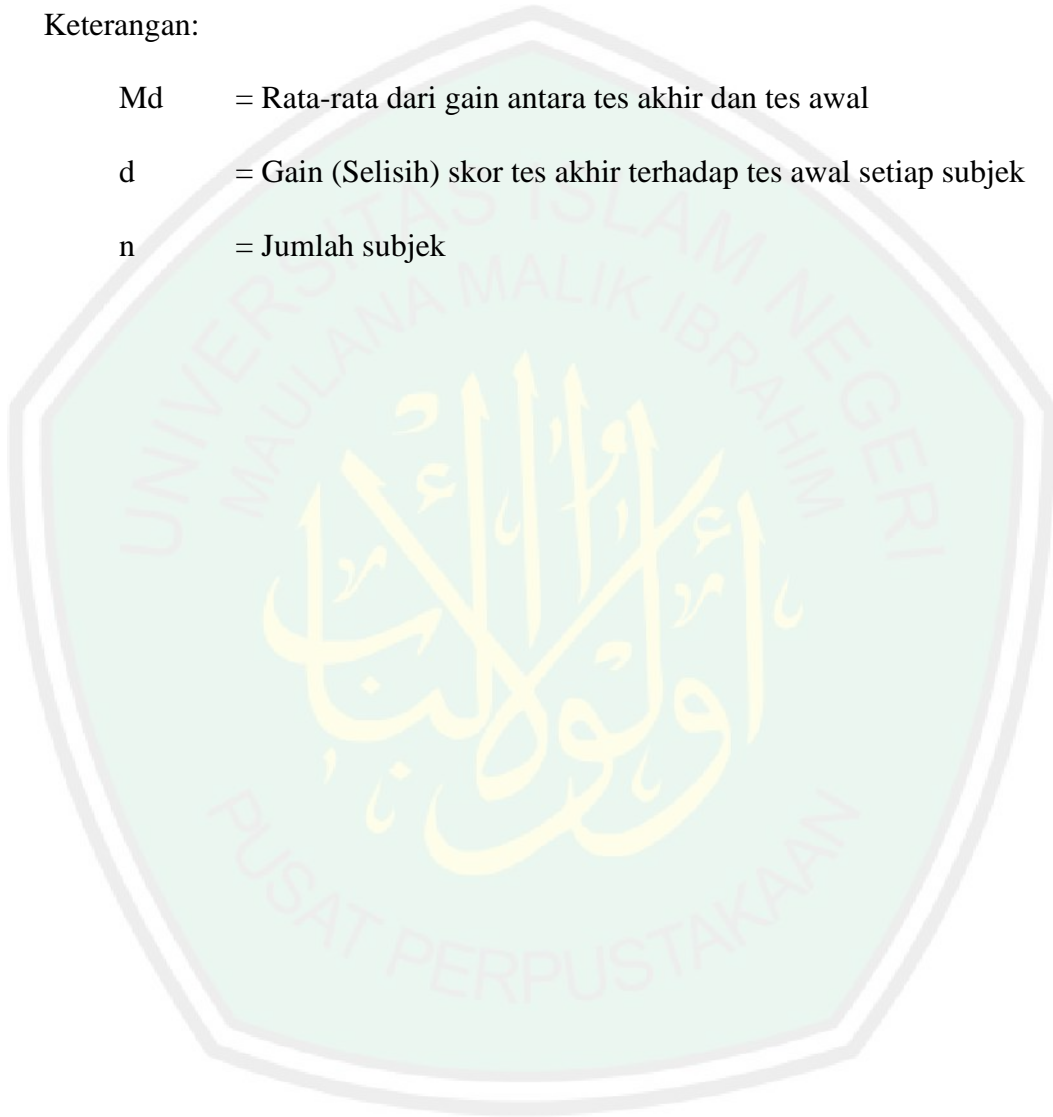 Keterangan:
Md = Rata-rata dari gain antara tes akhir dan tes awal
d = Gain (Selisih) skor tes akhir terhadap tes awal setiap subjek
n = Jumlah subjek
UNIVERSITAS ISLAM NEGERI
MAULANA MALIK IBRAHIM
PUSAT PERPUSTAKAAN